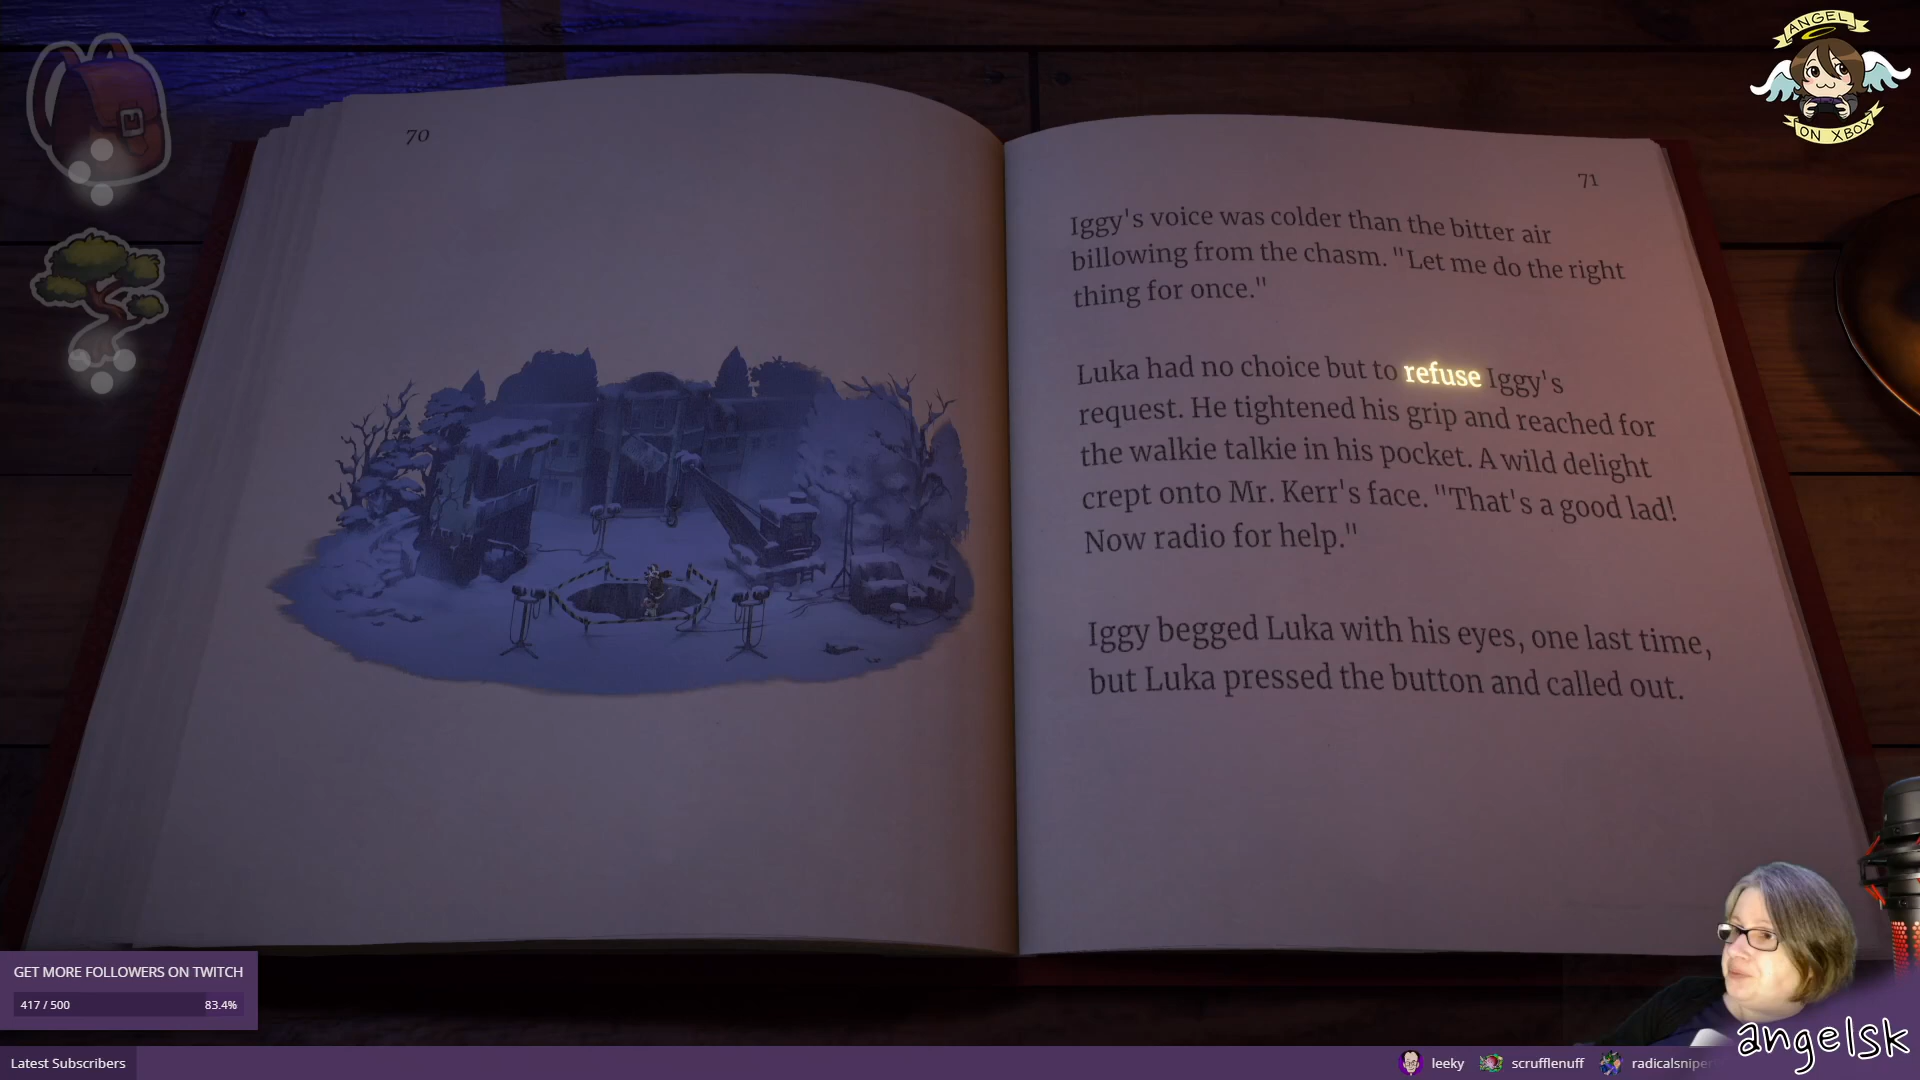 ANGEL
ON XBOX
70
71
Iggy's voice was colder than the bitter air
billowing from the chasm. "Let me do the right
thing for once."
Luka had no choice but to refuse Iggy's
request. He tightened his grip and reached for
the walkie talkie in his pocket. A wild delight
crept onto Mr. Kerr's face. "That's a good lad!
Now radio for help."
Iggy begged Luka with his eyes, one last time,
but Luka pressed the button and called out.
GET MORE FOLLOWERS ON TWITCH
417 / 500 83.4%
angelsk
Latest Subscribers leeky scrufflenuff radicalsniper